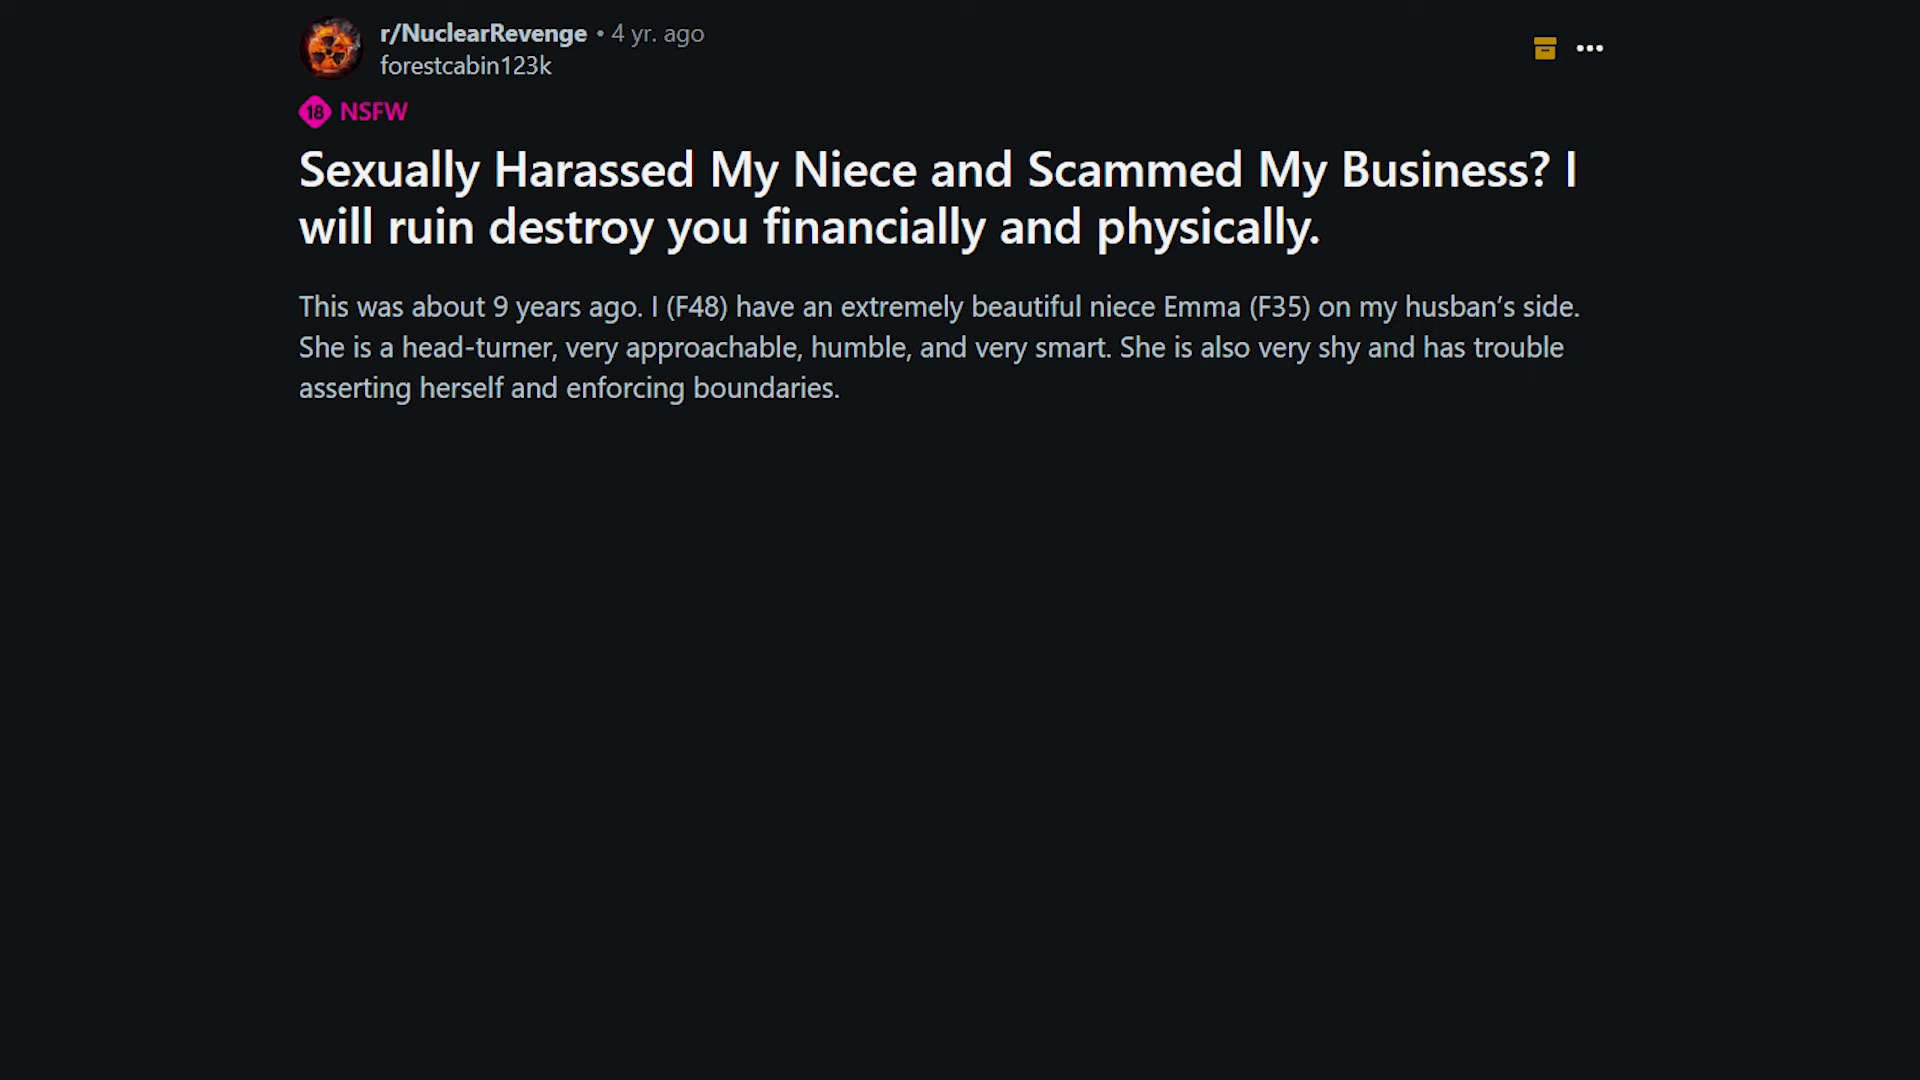 r/NuclearRevenge • 4 yr. ago
forestcabin123k
18 NSFW
Sexually Harassed My Niece and Scammed My Business? I
will ruin destroy you financially and physically.
This was about 9 years ago. I (F48) have an extremely beautiful niece Emma (F35) on my husban’s side.
She is a head-turner, very approachable, humble, and very smart. She is also very shy and has trouble
asserting herself and enforcing boundaries.